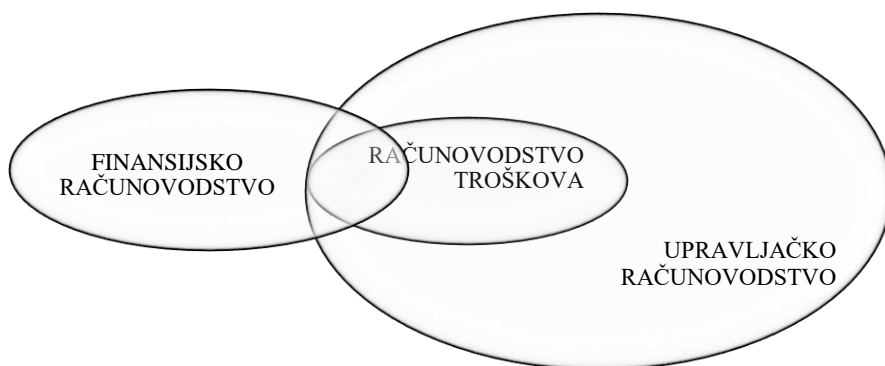 FINANSIJSKO
RAČUNOVODSTVO
RAČUNOVODSTVO
TROŠKOVA
UPRAVLJAČKO
RAČUNOVODSTVO